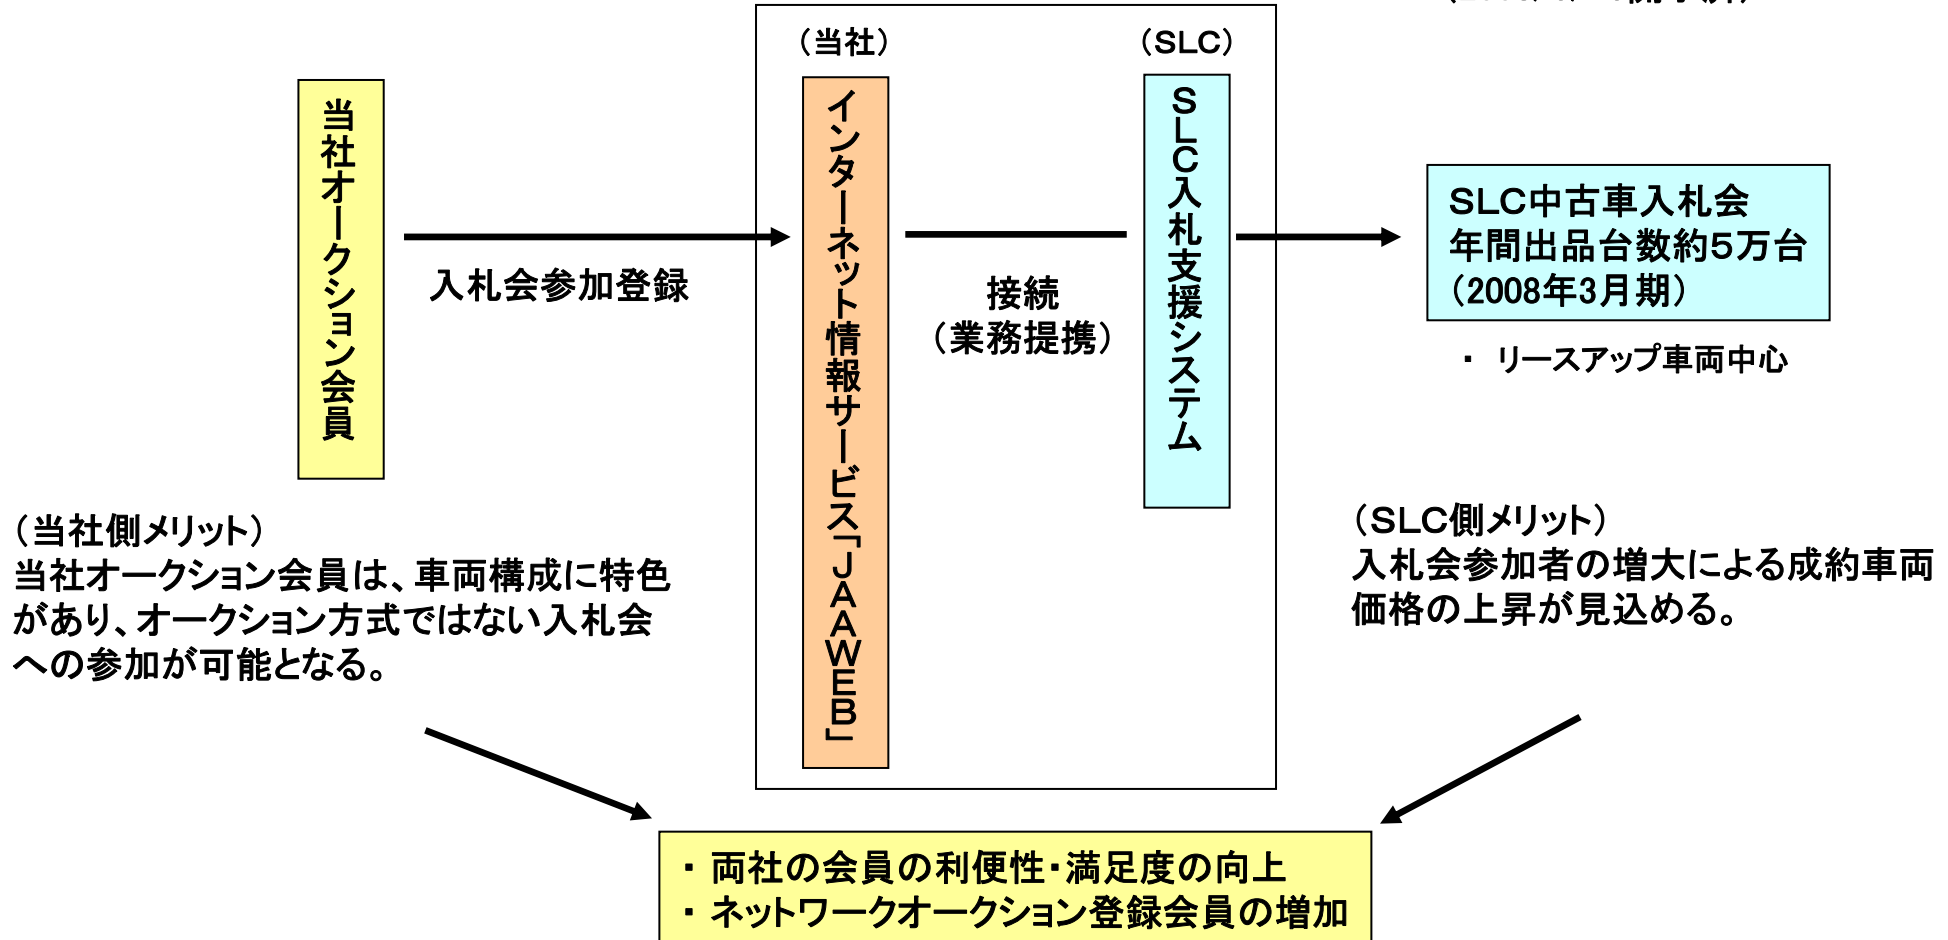 （当社）
（SLC）
当社オークション会員
インターネット情報サービス「JAAWEB」
SLC入札支援システム
入札会参加登録
接続
（業務提携）
SLC中古車入札会
年間出品台数約5万台
（2008年3月期）
・ リースアップ車両中心
（当社側メリット）
当社オークション会員は、車両構成に特色
があり、オークション方式ではない入札会
への参加が可能となる。
（SLC側メリット）
入札会参加者の増大による成約車両
価格の上昇が見込める。
・ 両社の会員の利便性・満足度の向上
・ ネットワークオークション登録会員の増加